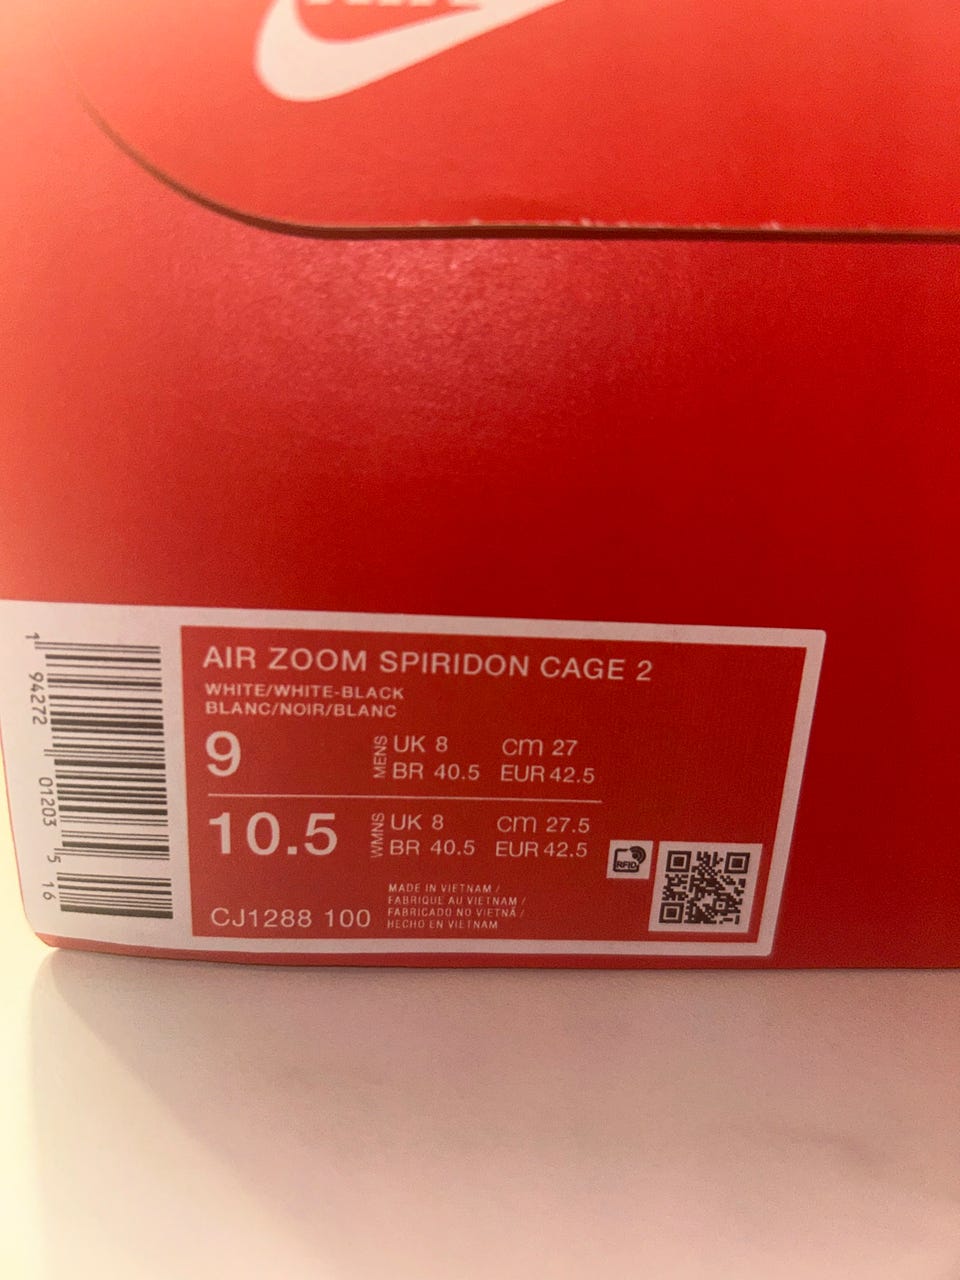 AIR ZOOM SPIRIDON CAGE 2
WHITE/WHITE-BLACK
BLANC/NOIR/BLANC
9 MENS UK 8 cm 27
BR 40.5 EUR 42.5
10.5 WMNS UK 8 cm 27.5
BR 40.5 EUR 42.5
RFID
CJ1288 100
MADE IN VIETNAM /
FABRIQUE AU VIETNAM /
FABRICADO NO VIETNÃ /
HECHO EN VIETNAM
1 94272 01203 5 16